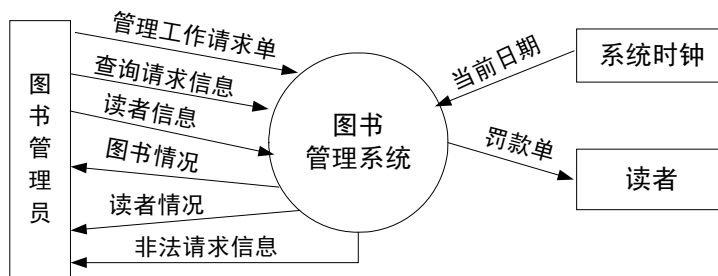 图书管理员
管理工作请求单
查询请求信息
读者信息
图书情况
读者情况
非法请求信息
图书
管理系统
当前日期
系统时钟
罚款单
读者